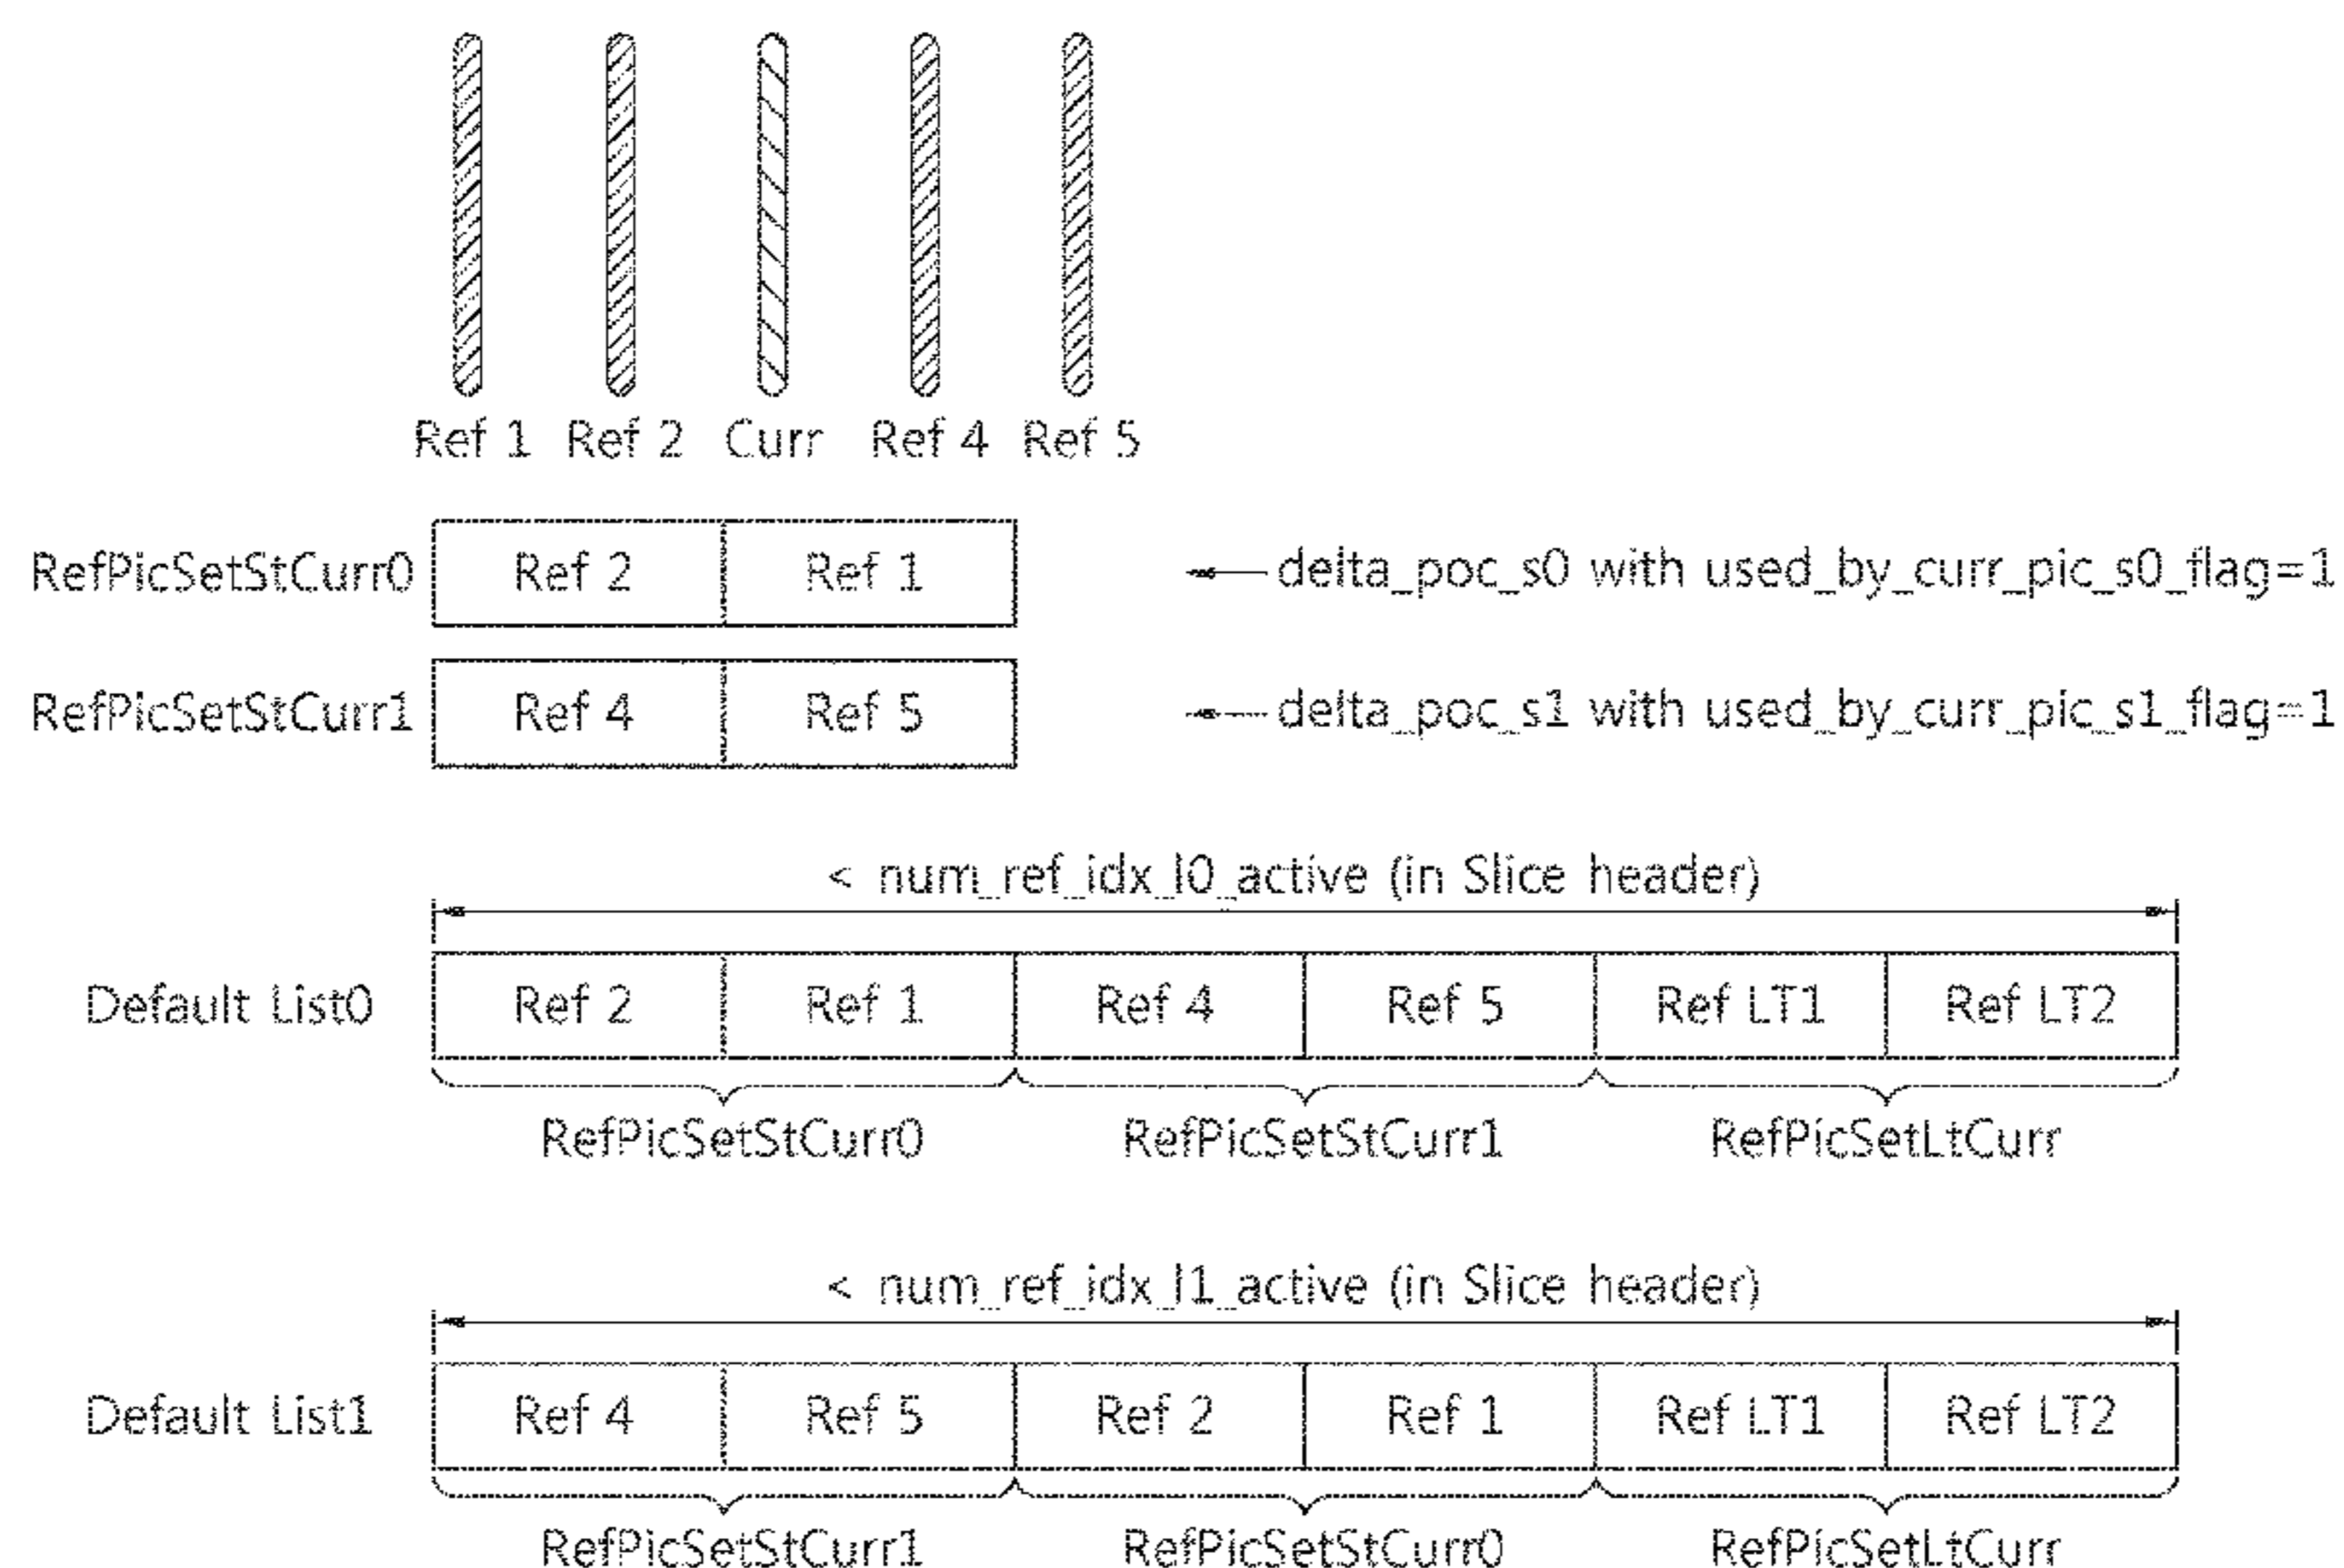 Ref 1 Ref 2 Curr Ref 4 Ref 5
RefPicSetStCurr0 Ref 2 Ref 1 delta_poc_s0 with used_by_curr_pic_s0_flag=1
RefPicSetStCurr1 Ref 4 Ref 5 delta_poc_s1 with used_by_curr_pic_s1_flag=1
< num_ref_idx_l0_active (in Slice header)
Default List0 Ref 2 Ref 1 Ref 4 Ref 5 Ref LT1 Ref LT2
RefPicSetStCurr0 RefPicSetStCurr1 RefPicSetLtCurr
< num_ref_idx_l1_active (in Slice header)
Default List1 Ref 4 Ref 5 Ref 2 Ref 1 Ref LT1 Ref LT2
RefPicSetStCurr1 RefPicSetStCurr0 RefPicSetLtCurr